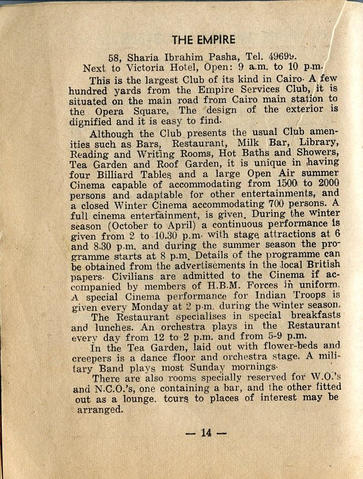 THE EMPIRE
58, Sharia Ibrahim Pasha, Tel. 49699.
Next to Victoria Hotel, Open: 9 a.m. to 10 p.m.
This is the largest Club of its kind in Cairo. A few
hundred yards from the Empire Services Club, it is
situated on the main road from Cairo main station to
the Opera Square. The design of the exterior is
dignified and it is easy to find.
Although the Club presents the usual Club amen-
ities such as Bars, Restaurant, Milk Bar, Library,
Reading and Writing Rooms, Hot Baths and Showers,
Tea Garden and Roof Garden, it is unique in having
four Billiard Tables and a large Open Air summer
Cinema capable of accommodating from 1500 to 2000
persons and adaptable for other entertainments, and
a closed Winter Cinema accommodating 700 persons. A
full cinema entertainment, is given. During the Winter
season (October to April) a continuous performance is
given from 2 to 10.30 p.m. with stage attractions at 6
and 8.30 p.m. and during the summer season the pro-
gramme starts at 8 p.m. Details of the programme can
be obtained from the advertisements in the local British
papers. Civilians are admitted to the Cinema if ac-
companied by members of H.B.M. Forces in uniform.
A special Cinema performance for Indian Troops is
given every Monday at 2 p.m. during the winter season.
The Restaurant specialises in special breakfasts
and lunches. An orchestra plays in the Restaurant
every day from 12 to 2 p.m. and from 5-9 p.m.
In the Tea Garden, laid out with flower-beds and
creepers is a dance floor and orchestra stage. A mili-
tary Band plays most Sunday mornings.
There are also rooms specially reserved for W.O.'s
and N.C.O.'s, one containing a bar, and the other fitted
out as a lounge. tours to places of interest may be
arranged.
— 14 —